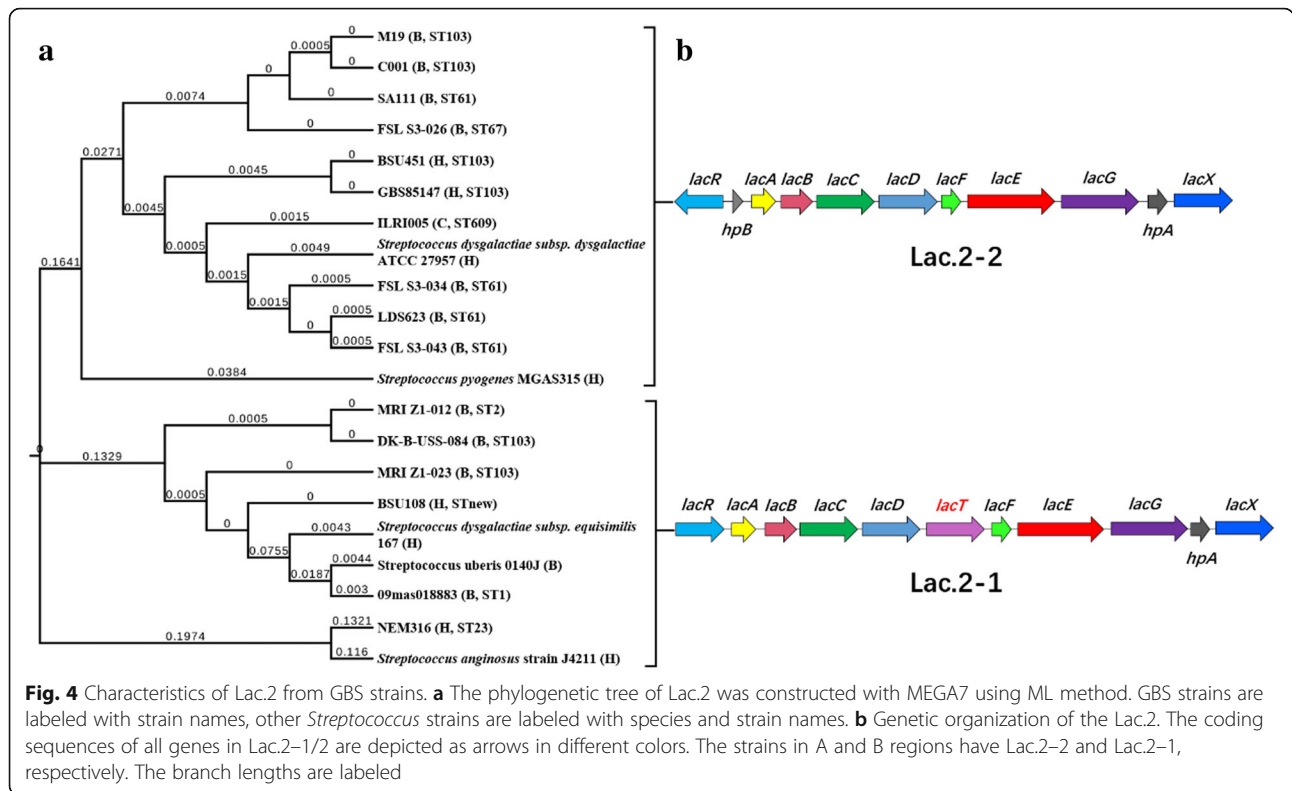 a
b
0
0.1641
0.0271
0.0074
0
0.0005
0
M19 (B, ST103)
0
C001 (B, ST103)
0
SA111 (B, ST61)
0
FSL S3-026 (B, ST67)
0.0045
0.0045
0
BSU451 (H, ST103)
0
GBS85147 (H, ST103)
0.0005
0.0015
ILRI005 (C, ST609)
0.0015
0.0049
Streptococcus dysgalactiae subsp. dysgalactiae
ATCC 27957 (H)
0.0015
0.0005
FSL S3-034 (B, ST61)
0
0.0005
LDS623 (B, ST61)
0.0005
FSL S3-043 (B, ST61)
0.0384
Streptococcus pyogenes MGAS315 (H)
0.1329
0.0005
0
MRI Z1-012 (B, ST2)
0
DK-B-USS-084 (B, ST103)
0.0005
0
MRI Z1-023 (B, ST103)
0
0
BSU108 (H, STnew)
0.0755
0.0043
Streptococcus dysgalactiae subsp. equisimilis
167 (H)
0.0187
0.0044
Streptococcus uberis 0140J (B)
0.003
09mas018883 (B, ST1)
0.1974
0.1321
NEM316 (H, ST23)
0.116
Streptococcus anginosus strain J4211 (H)
lacR lacA lacB lacC lacD lacF lacE lacG lacX
hpB hpA
Lac.2-2
lacR lacA lacB lacC lacD lacT lacF lacE lacG lacX
hpA
Lac.2-1
Fig. 4 Characteristics of Lac.2 from GBS strains. a The phylogenetic tree of Lac.2 was constructed with MEGA7 using ML method. GBS strains are
labeled with strain names, other Streptococcus strains are labeled with species and strain names. b Genetic organization of the Lac.2. The coding
sequences of all genes in Lac.2–1/2 are depicted as arrows in different colors. The strains in A and B regions have Lac.2–2 and Lac.2–1,
respectively. The branch lengths are labeled